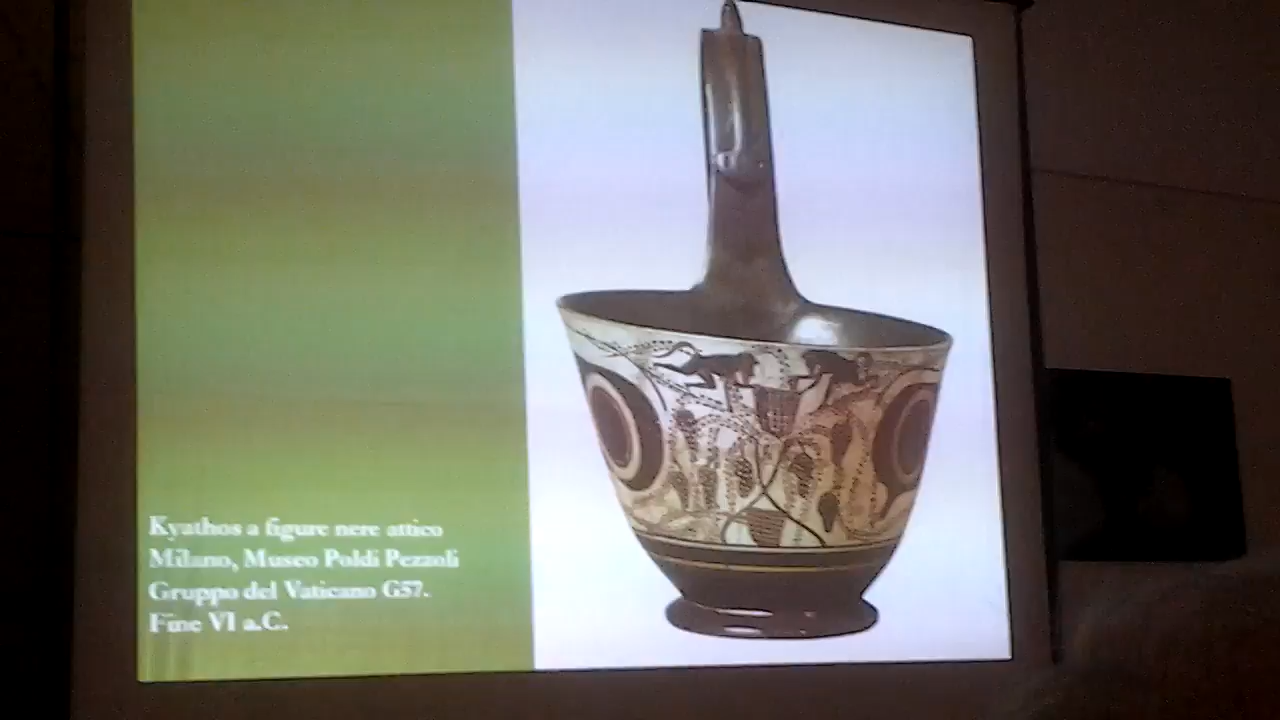 Kyathos a figure nere attico
Milano, Museo Poldi Pezzoli
Gruppo del Vaticano G57.
Fine VI a.C.